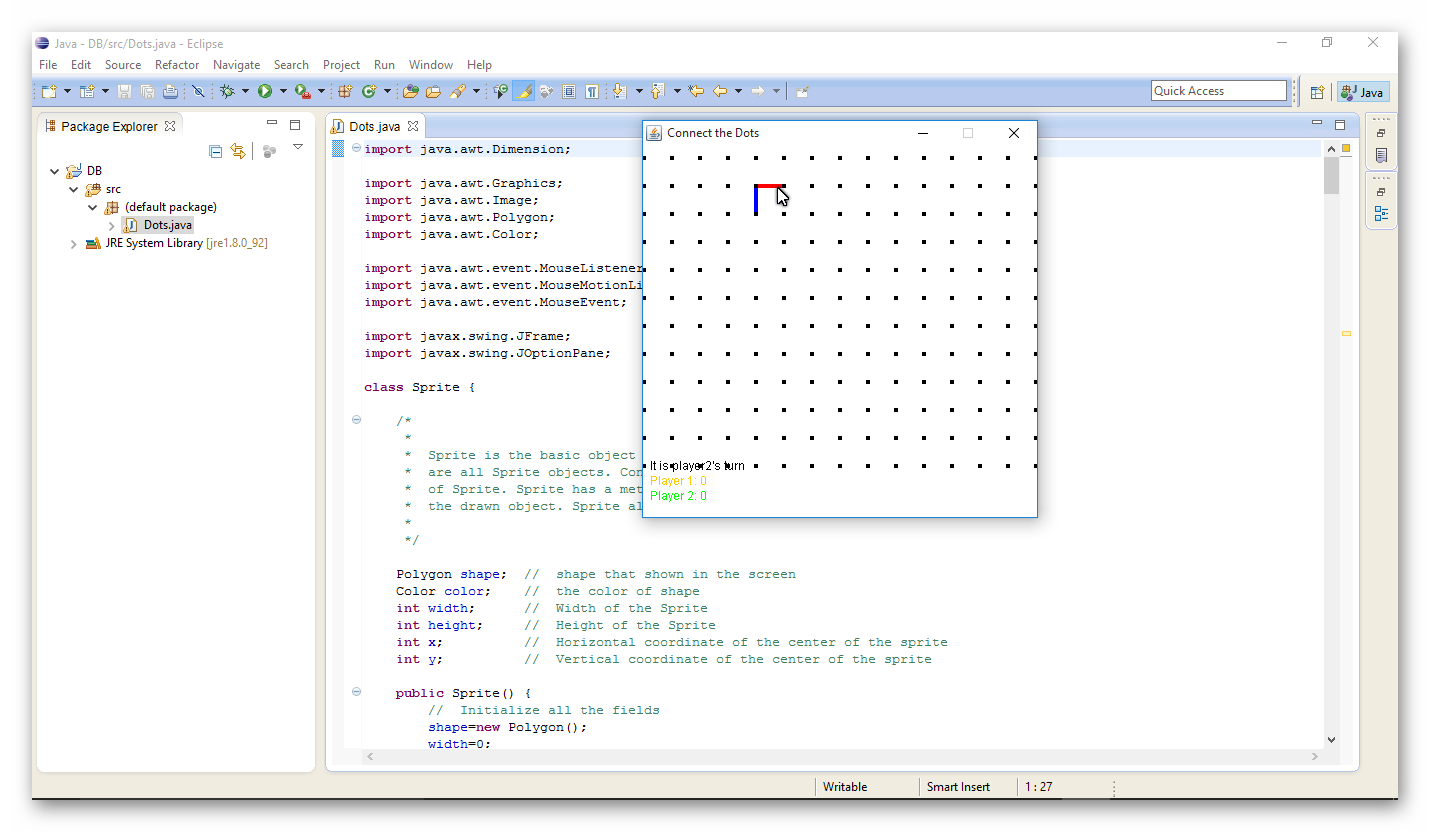 Java - DB/src/Dots.java - Eclipse
File Edit Source Refactor Navigate Search Project Run Window Help
Quick Access
Java
Package Explorer
DB
src
(default package)
Dots.java
JRE System Library [jre1.8.0_92]
Dots.java
import java.awt.Dimension;
import java.awt.Graphics;
import java.awt.Image;
import java.awt.Polygon;
import java.awt.Color;
import java.awt.event.MouseListener
import java.awt.event.MouseMotionLi
import java.awt.event.MouseEvent;
import javax.swing.JFrame;
import javax.swing.JOptionPane;
class Sprite {
/*
*
* Sprite is the basic object
* are all Sprite objects. Con
* of Sprite. Sprite has a met
* the drawn object. Sprite al
*
*/
Polygon shape; // shape that shown in the screen
Color color; // the color of shape
int width; // Width of the Sprite
int height; // Height of the Sprite
int x; // Horizontal coordinate of the center of the sprite
int y; // Vertical coordinate of the center of the sprite
public Sprite() {
// Initialize all the fields
shape=new Polygon();
width=0;
Connect the Dots
It is player2's turn
Player 1: 0
Player 2: 0
Writable
Smart Insert
1 : 27